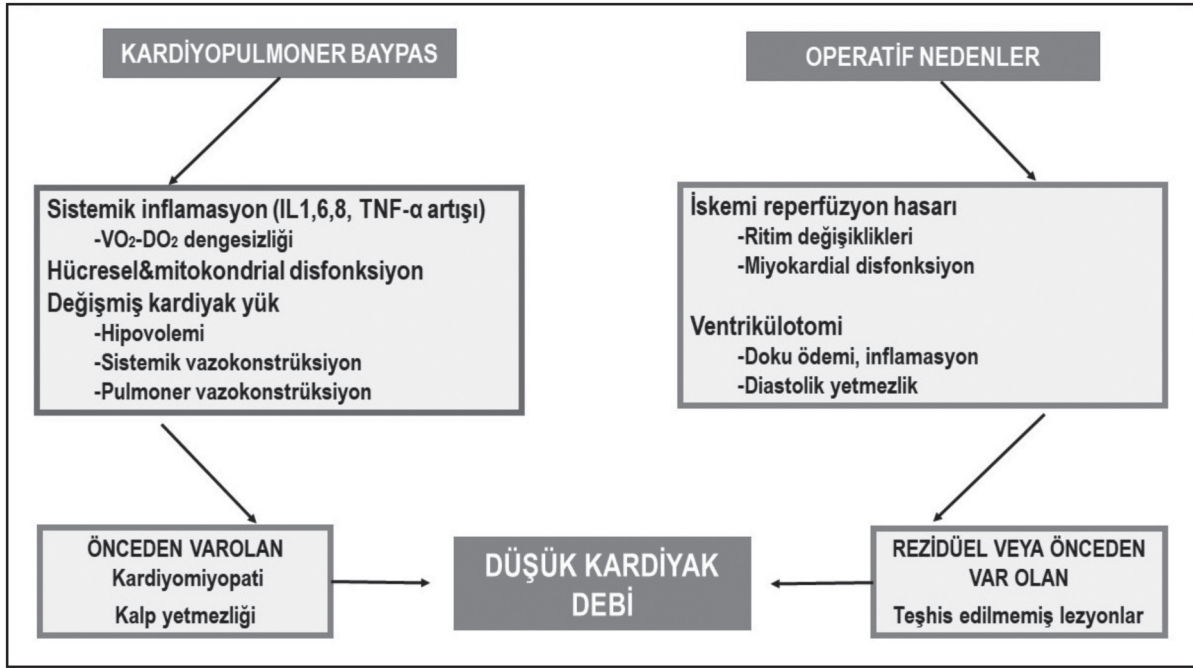 KARDİYOPULMONER BAYPAS
Sistemik inflamasyon (IL1,6,8, TNF-α artışı)
-VO₂-DO₂ dengesizliği
Hücresel&mitokondrial disfonksiyon
Değişmiş kardiyak yük
-Hipovolemi
-Sistemik vazokonstrüksiyon
-Pulmoner vazokonstrüksiyon
ÖNCEDEN VAROLAN
Kardiyomiyopati
Kalp yetmezliği
OPERATİF NEDENLER
İskemi reperfüzyon hasarı
-Ritim değişiklikleri
-Miyokardial disfonksiyon
Ventrikülotomi
-Doku ödemi, inflamasyon
-Diastolik yetmezlik
REZİDÜEL VEYA ÖNCEDEN
VAR OLAN
Teşhis edilmemiş lezyonlar
DÜŞÜK KARDİYAK
DEBİ